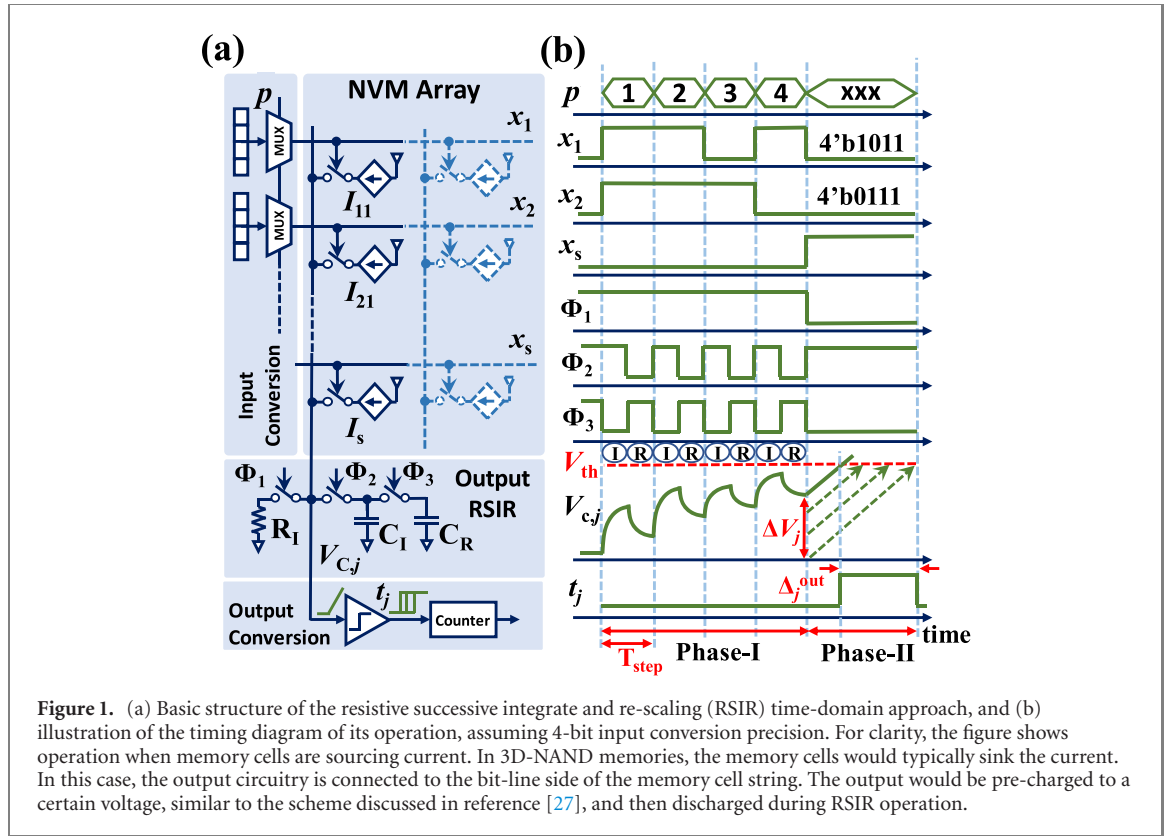 (a)
p
NVM Array
MUX
x1
I11
MUX
x2
I21
xs
Is
Input
Conversion
Φ1
Φ2
Φ3
Output
RSIR
RI
CI
CR
VC,j
Output
Conversion
tj
Counter
(b)
p
1
2
3
4
xxx
x1
4'b1011
x2
4'b0111
xs
Φ1
Φ2
Φ3
I R I R I R I R
Vth
Vc,j
ΔVj
Δjout
tj
time
Tstep
Phase-I
Phase-II
Figure 1. (a) Basic structure of the resistive successive integrate and re-scaling (RSIR) time-domain approach, and (b)
illustration of the timing diagram of its operation, assuming 4-bit input conversion precision. For clarity, the figure shows
operation when memory cells are sourcing current. In 3D-NAND memories, the memory cells would typically sink the current.
In this case, the output circuitry is connected to the bit-line side of the memory cell string. The output would be pre-charged to a
certain voltage, similar to the scheme discussed in reference [27], and then discharged during RSIR operation.